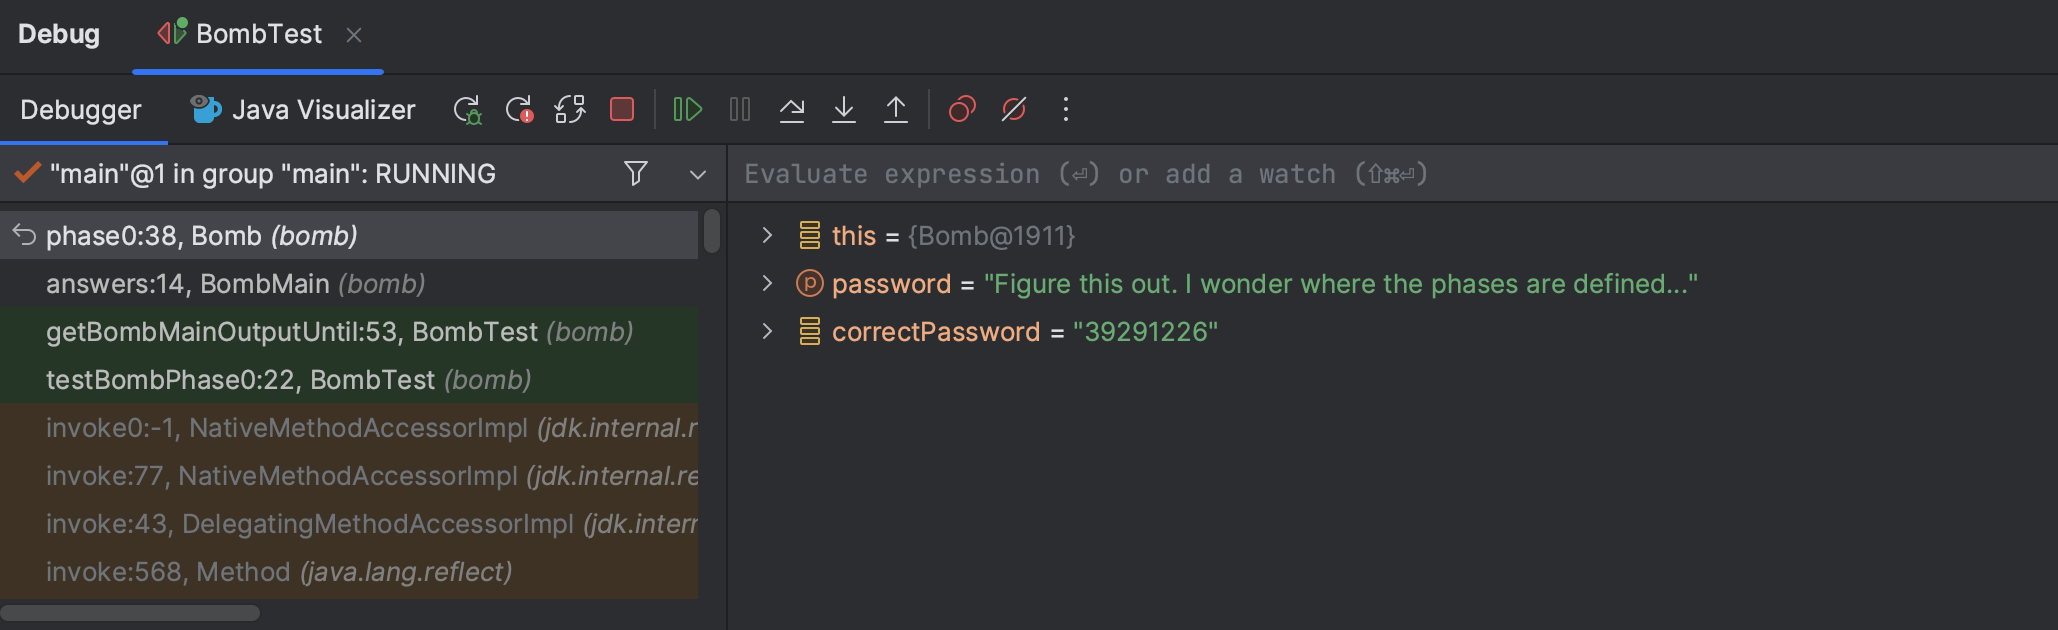 Debug BombTest
Debugger Java Visualizer
"main"@1 in group "main": RUNNING
Evaluate expression (⏎) or add a watch (⇧⌘⏎)
phase0:38, Bomb (bomb)
answers:14, BombMain (bomb)
getBombMainOutputUntil:53, BombTest (bomb)
testBombPhase0:22, BombTest (bomb)
invoke0:-1, NativeMethodAccessorImpl (jdk.internal.r
invoke:77, NativeMethodAccessorImpl (jdk.internal.re
invoke:43, DelegatingMethodAccessorImpl (jdk.intern
invoke:568, Method (java.lang.reflect)
this = {Bomb@1911}
p password = "Figure this out. I wonder where the phases are defined..."
correctPassword = "39291226"